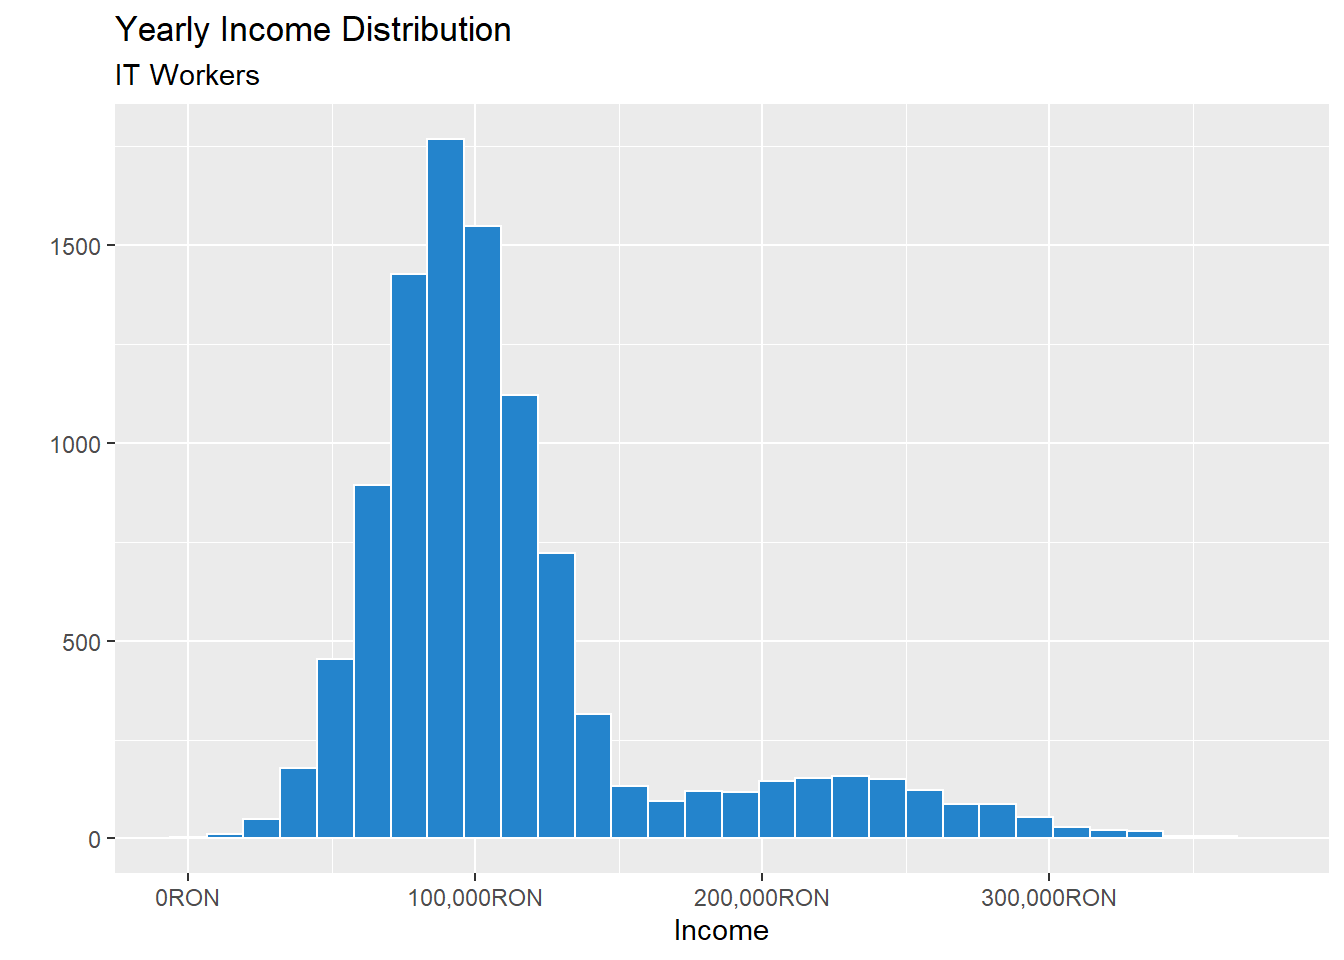 Yearly Income Distribution
IT Workers
1500
1000
500
0
0RON 100,000RON 200,000RON 300,000RON
Income